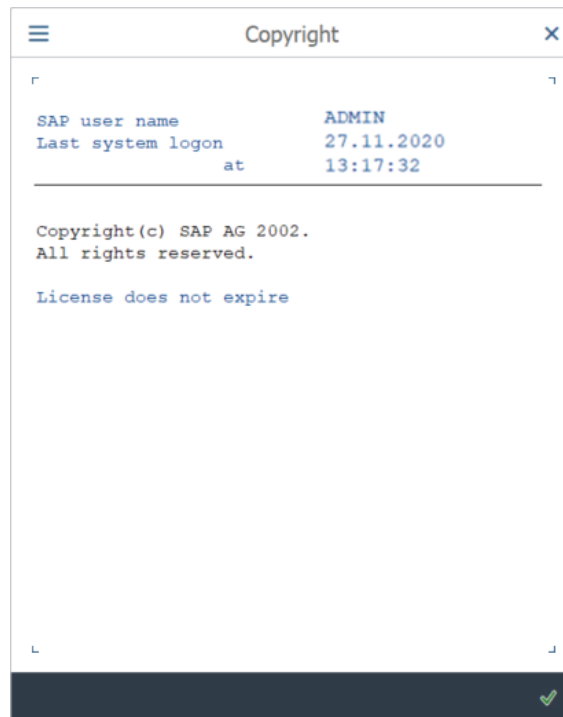 Copyright
SAP user name ADMIN
Last system logon 27.11.2020
at 13:17:32
Copyright(c) SAP AG 2002.
All rights reserved.
License does not expire